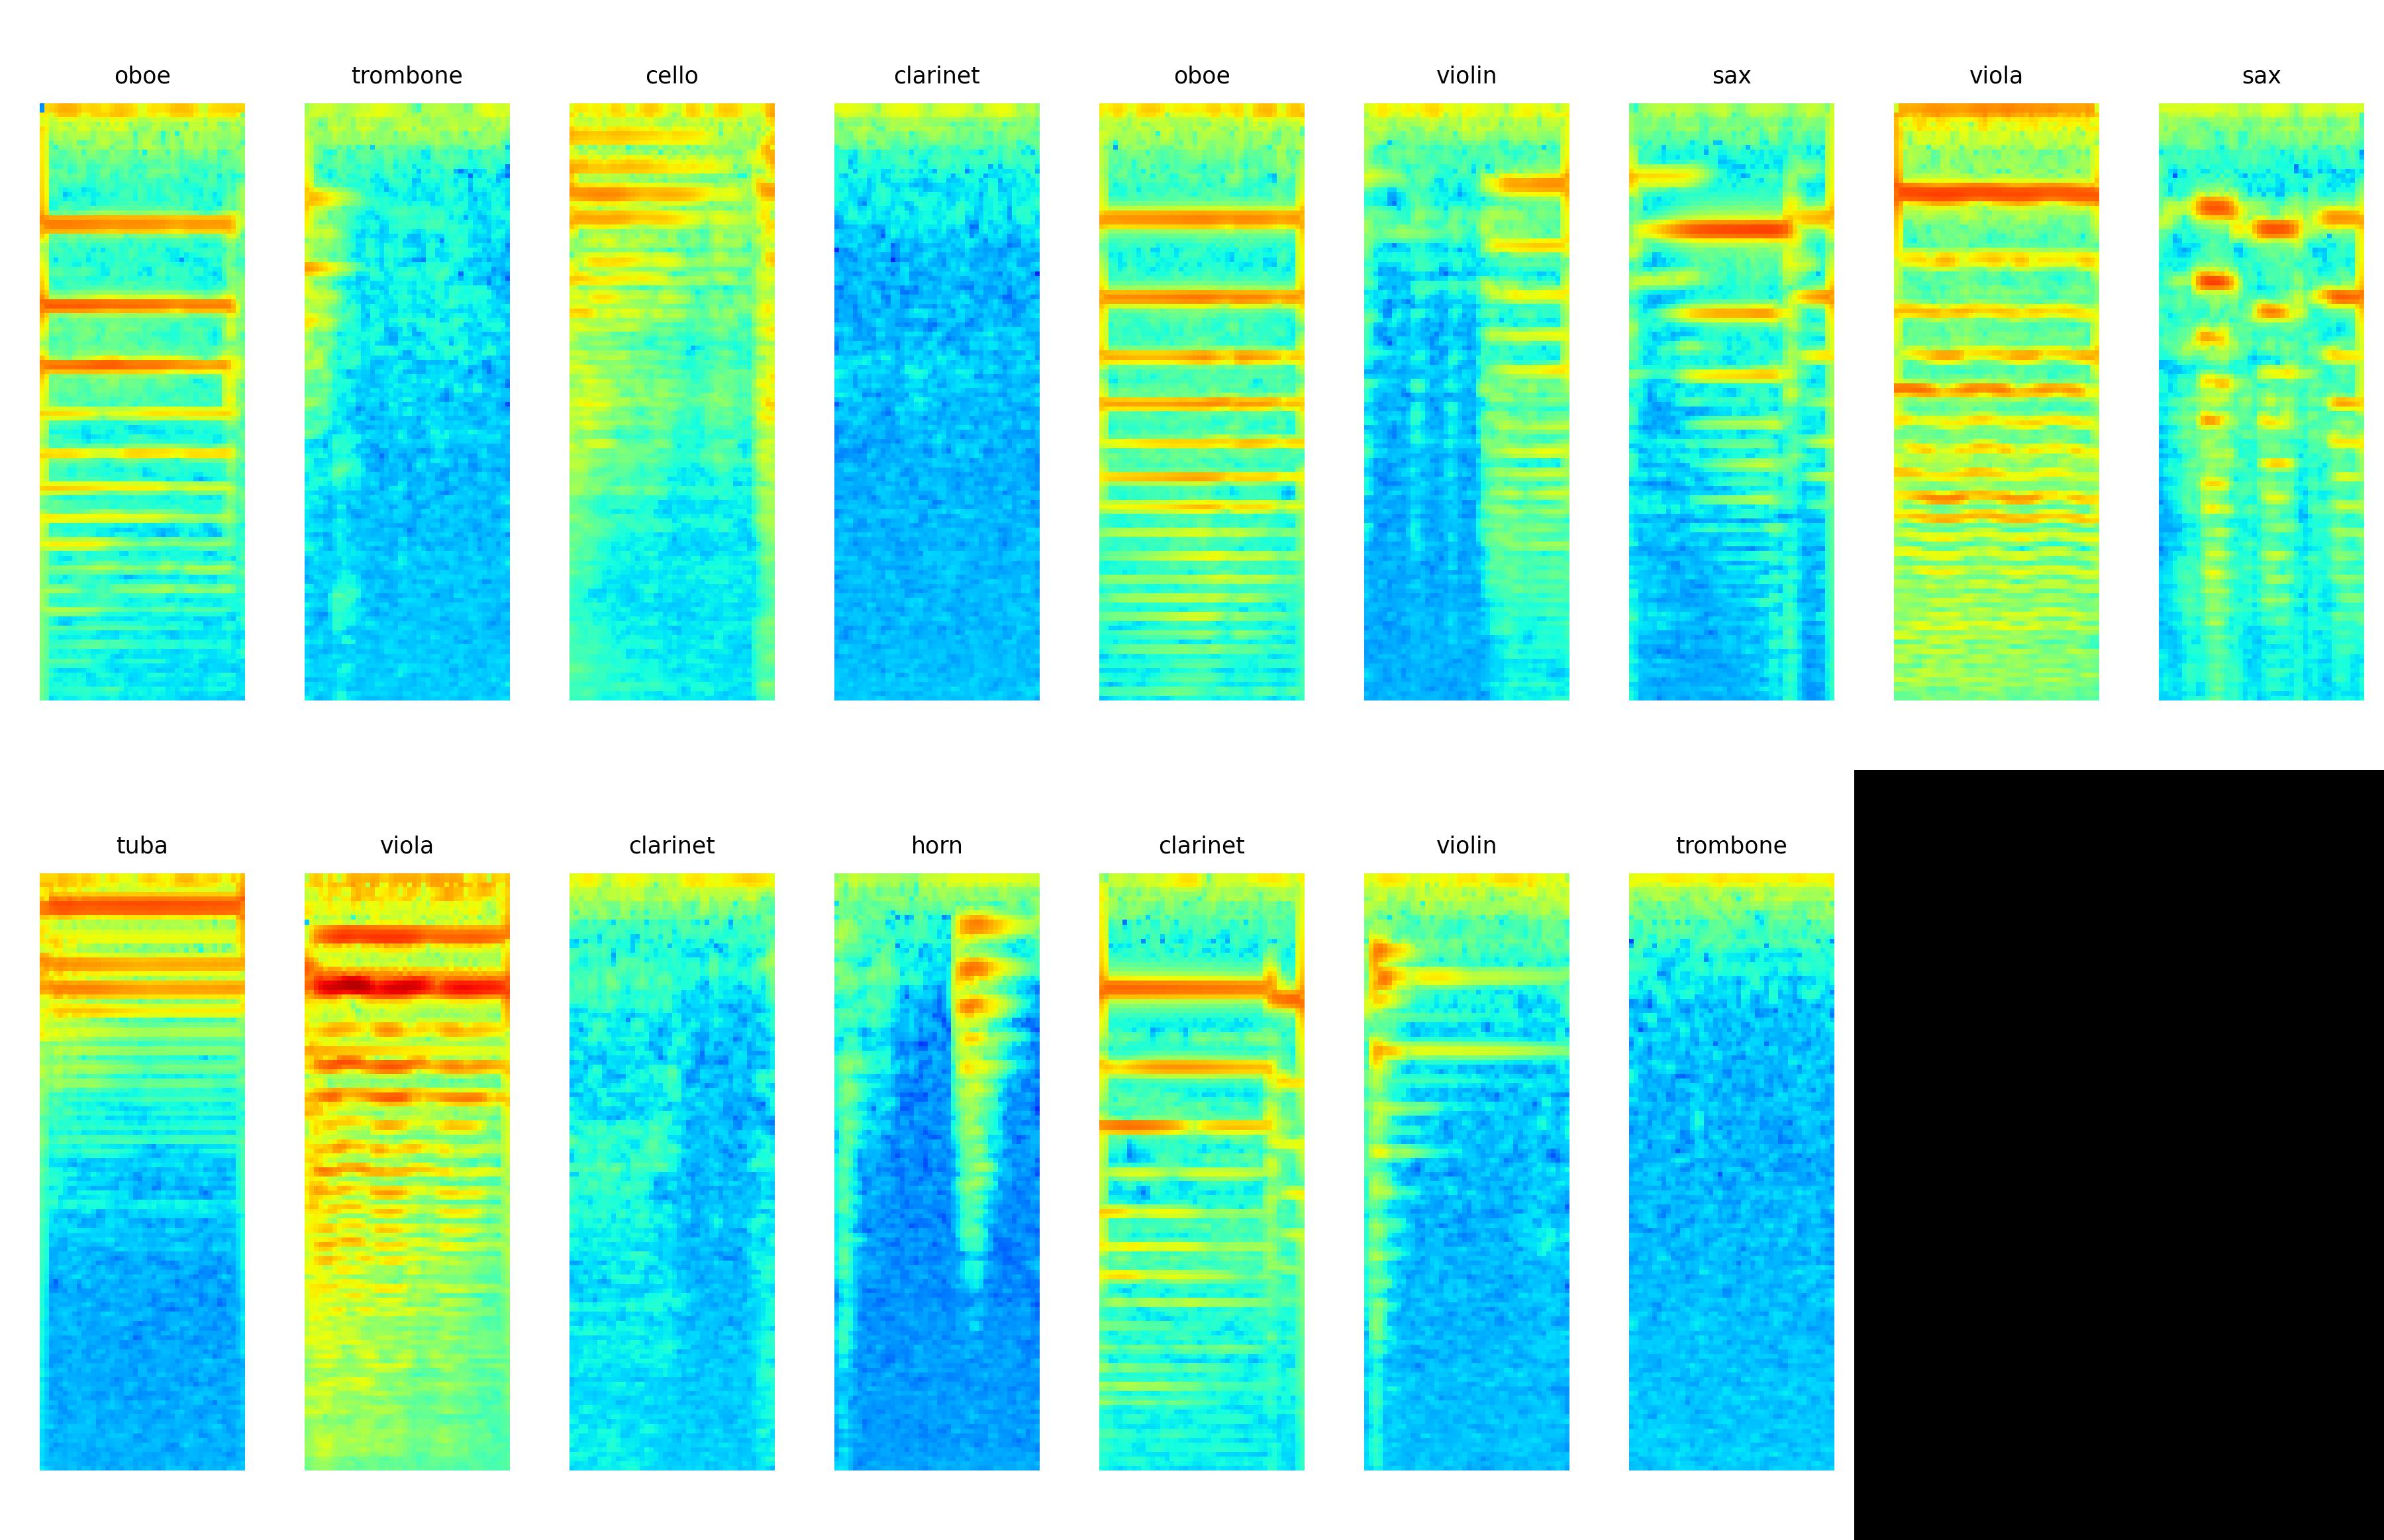 oboe trombone cello clarinet oboe violin sax viola sax
tuba viola clarinet horn clarinet violin trombone